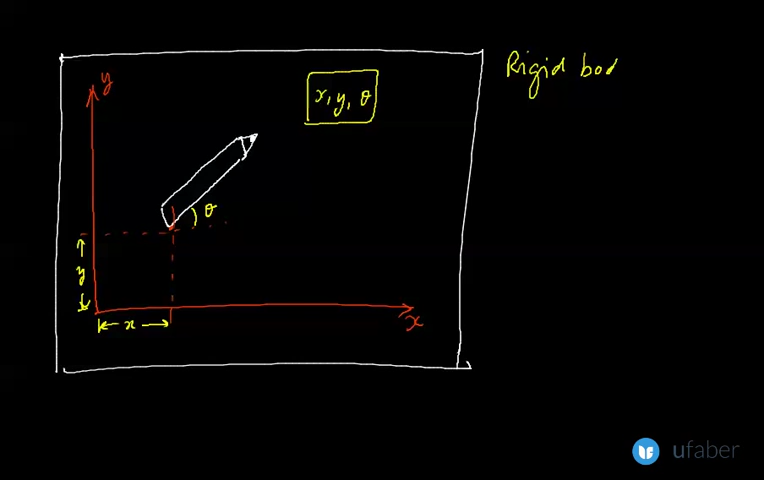 Rigid bod
y
x, y, θ
θ
y
x
x
ufaber